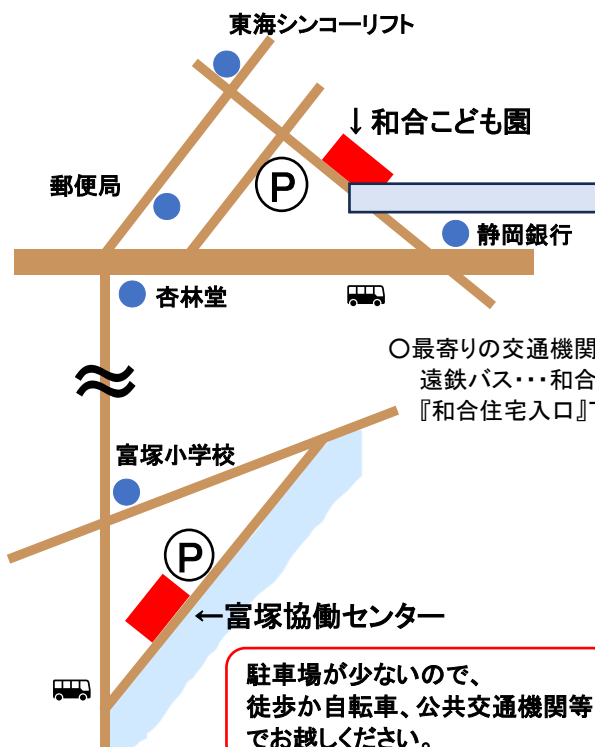 東海シンコーリフト
↓和合こども園
P
郵便局
静岡銀行
杏林堂
〇最寄りの交通機関
遠鉄バス・・・和合
『和合住宅入口』
富塚小学校
P
←富塚協働センター
駐車場が少ないので、
徒歩か自転車、公共交通機関等
でお越しください。